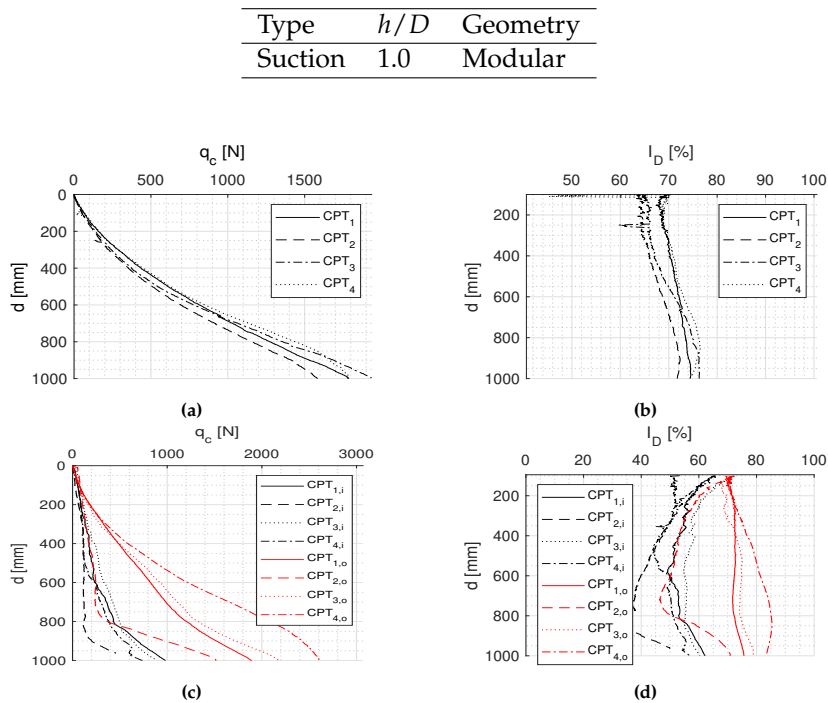 Type h/D Geometry
Suction 1.0 Modular
q_c [N]
0 500 1000 1500
0
200
400
600
800
1000
d [mm]
CPT_1
CPT_2
CPT_3
CPT_4
(a)
I_D [%]
50 60 70 80 90 100
200
400
600
800
1000
d [mm]
CPT_1
CPT_2
CPT_3
CPT_4
(b)
q_c [N]
0 1000 2000 3000
0
200
400
600
800
1000
d [mm]
CPT_1,i
CPT_2,i
CPT_3,i
CPT_4,i
CPT_1,o
CPT_2,o
CPT_3,o
CPT_4,o
(c)
I_D [%]
0 20 40 60 80 100
200
400
600
800
1000
d [mm]
CPT_1,i
CPT_2,i
CPT_3,i
CPT_4,i
CPT_1,o
CPT_2,o
CPT_3,o
CPT_4,o
(d)